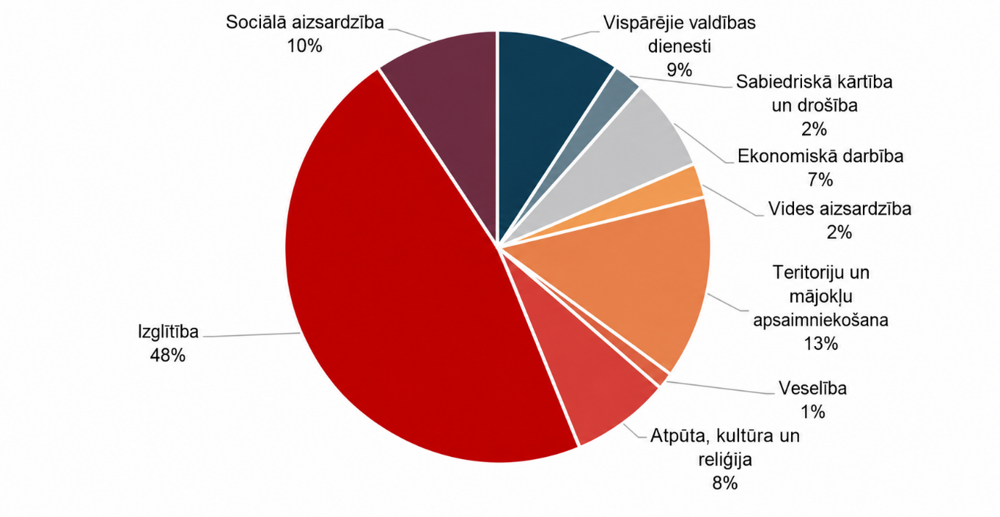 Sociālā aizsardzība
10%
Vispārējie valdības
dienesti
9%
Sabiedriskā kārtība
un drošība
2%
Ekonomiskā darbība
7%
Vides aizsardzība
2%
Teritoriju un
mājokļu
apsaimniekošana
13%
Veselība
1%
Atpūta, kultūra un
reliģija
8%
Izglītība
48%